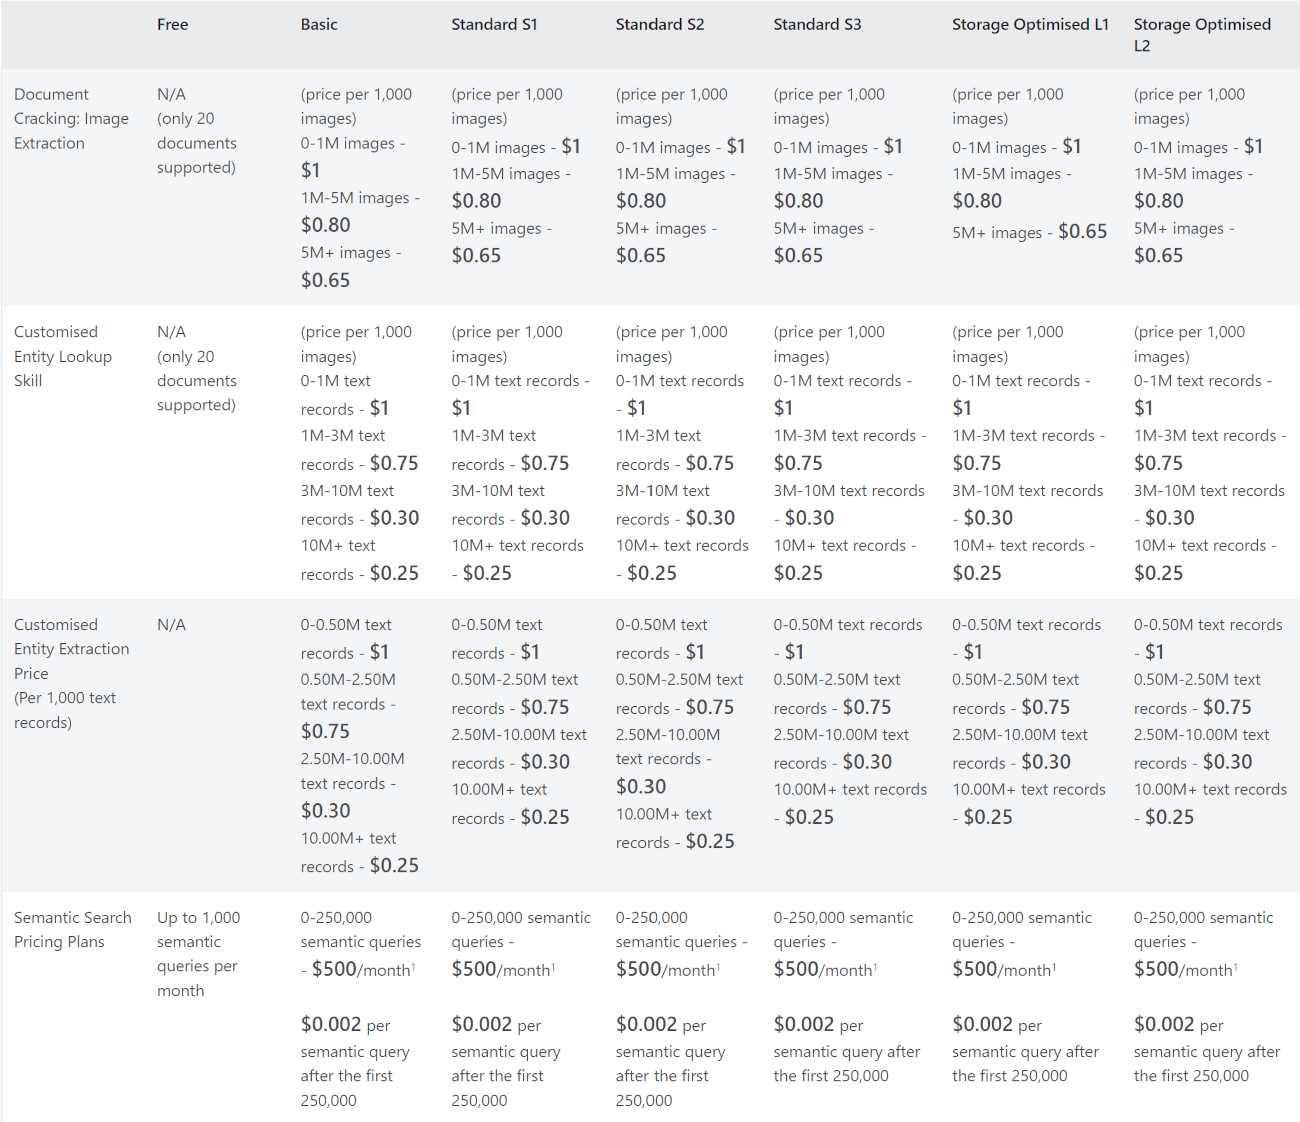 Free
Basic
Standard S1
Standard S2
Standard S3
Storage Optimised L1
Storage Optimised
L2
Document
Cracking: Image
Extraction
N/A
(only 20
documents
supported)
(price per 1,000
images)
0-1M images -
$1
1M-5M images -
$0.80
5M+ images -
$0.65
(price per 1,000
images)
0-1M images - $1
1M-5M images -
$0.80
5M+ images -
$0.65
(price per 1,000
images)
0-1M images - $1
1M-5M images -
$0.80
5M+ images -
$0.65
(price per 1,000
images)
0-1M images - $1
1M-5M images -
$0.80
5M+ images -
$0.65
(price per 1,000
images)
0-1M images - $1
1M-5M images -
$0.80
5M+ images - $0.65
(price per 1,000
images)
0-1M images - $1
1M-5M images -
$0.80
5M+ images -
$0.65
Customised
Entity Lookup
Skill
N/A
(only 20
documents
supported)
(price per 1,000
images)
0-1M text
records - $1
1M-3M text
records - $0.75
3M-10M text
records - $0.30
10M+ text
records - $0.25
(price per 1,000
images)
0-1M text records -
$1
1M-3M text
records - $0.75
3M-10M text
records - $0.30
10M+ text records
- $0.25
(price per 1,000
images)
0-1M text records
- $1
1M-3M text
records - $0.75
3M-10M text
records - $0.30
10M+ text records
- $0.25
(price per 1,000
images)
0-1M text records -
$1
1M-3M text records -
$0.75
3M-10M text records
- $0.30
10M+ text records -
$0.25
(price per 1,000
images)
0-1M text records -
$1
1M-3M text records -
$0.75
3M-10M text records
- $0.30
10M+ text records -
$0.25
(price per 1,000
images)
0-1M text records -
$1
1M-3M text records -
$0.75
3M-10M text records
- $0.30
10M+ text records -
$0.25
Customised
Entity Extraction
Price
(Per 1,000 text
records)
N/A
0-0.50M text
records - $1
0.50M-2.50M
text records -
$0.75
2.50M-10.00M
text records -
$0.30
10.00M+ text
records - $0.25
0-0.50M text
records - $1
0.50M-2.50M text
records - $0.75
2.50M-10.00M text
records - $0.30
10.00M+ text
records - $0.25
0-0.50M text
records - $1
0.50M-2.50M text
records - $0.75
2.50M-10.00M
text records -
$0.30
10.00M+ text
records - $0.25
0-0.50M text records
- $1
0.50M-2.50M text
records - $0.75
2.50M-10.00M text
records - $0.30
10.00M+ text records
- $0.25
0-0.50M text records
- $1
0.50M-2.50M text
records - $0.75
2.50M-10.00M text
records - $0.30
10.00M+ text records
- $0.25
0-0.50M text records
- $1
0.50M-2.50M text
records - $0.75
2.50M-10.00M text
records - $0.30
10.00M+ text records
- $0.25
Semantic Search
Pricing Plans
Up to 1,000
semantic
queries per
month
0-250,000
semantic queries
- $500/month¹
$0.002 per
semantic query
after the first
250,000
0-250,000 semantic
queries -
$500/month¹
$0.002 per
semantic query
after the first
250,000
0-250,000
semantic queries -
$500/month¹
$0.002 per
semantic query
after the first
250,000
0-250,000 semantic
queries -
$500/month¹
$0.002 per
semantic query after
the first 250,000
0-250,000 semantic
queries -
$500/month¹
$0.002 per
semantic query after
the first 250,000
0-250,000 semantic
queries -
$500/month¹
$0.002 per
semantic query after
the first 250,000